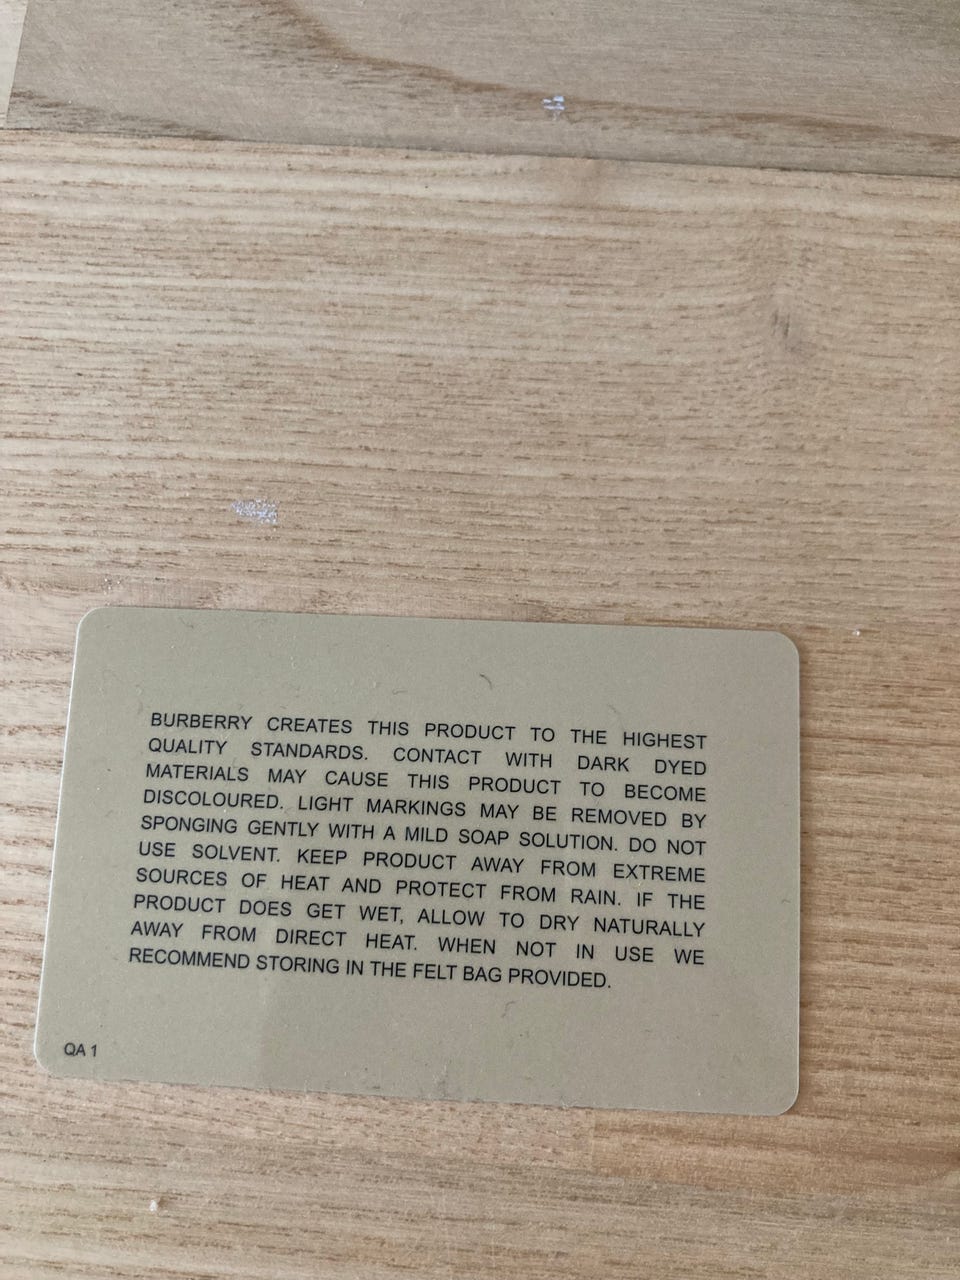 BURBERRY CREATES THIS PRODUCT TO THE HIGHEST
QUALITY STANDARDS. CONTACT WITH DARK DYED
MATERIALS MAY CAUSE THIS PRODUCT TO BECOME
DISCOLOURED. LIGHT MARKINGS MAY BE REMOVED BY
SPONGING GENTLY WITH A MILD SOAP SOLUTION. DO NOT
USE SOLVENT. KEEP PRODUCT AWAY FROM EXTREME
SOURCES OF HEAT AND PROTECT FROM RAIN. IF THE
PRODUCT DOES GET WET, ALLOW TO DRY NATURALLY
AWAY FROM DIRECT HEAT. WHEN NOT IN USE WE
RECOMMEND STORING IN THE FELT BAG PROVIDED.
QA 1